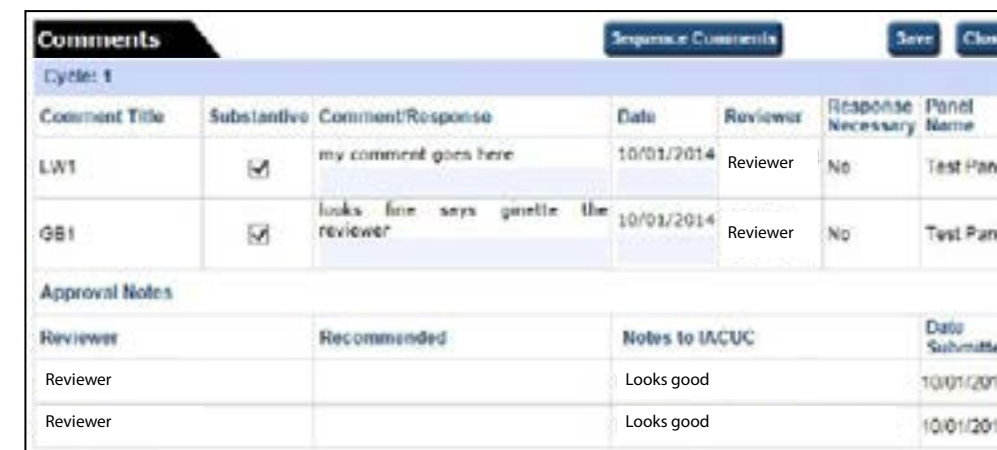 Comments Sequence Comments Save Clos
Cycle: 1
Comment Title Substantive Comment/Response Date Reviewer Response Necessary Panel Name
LW1 my comment goes here 10/01/2014 Reviewer No Test Pan
GB1 looks fine says ginette the reviewer 10/01/2014 Reviewer No Test Pan
Approval Notes
Reviewer Recommended Notes to IACUC Date Submitte
Reviewer Looks good 10/01/201
Reviewer Looks good 10/01/201